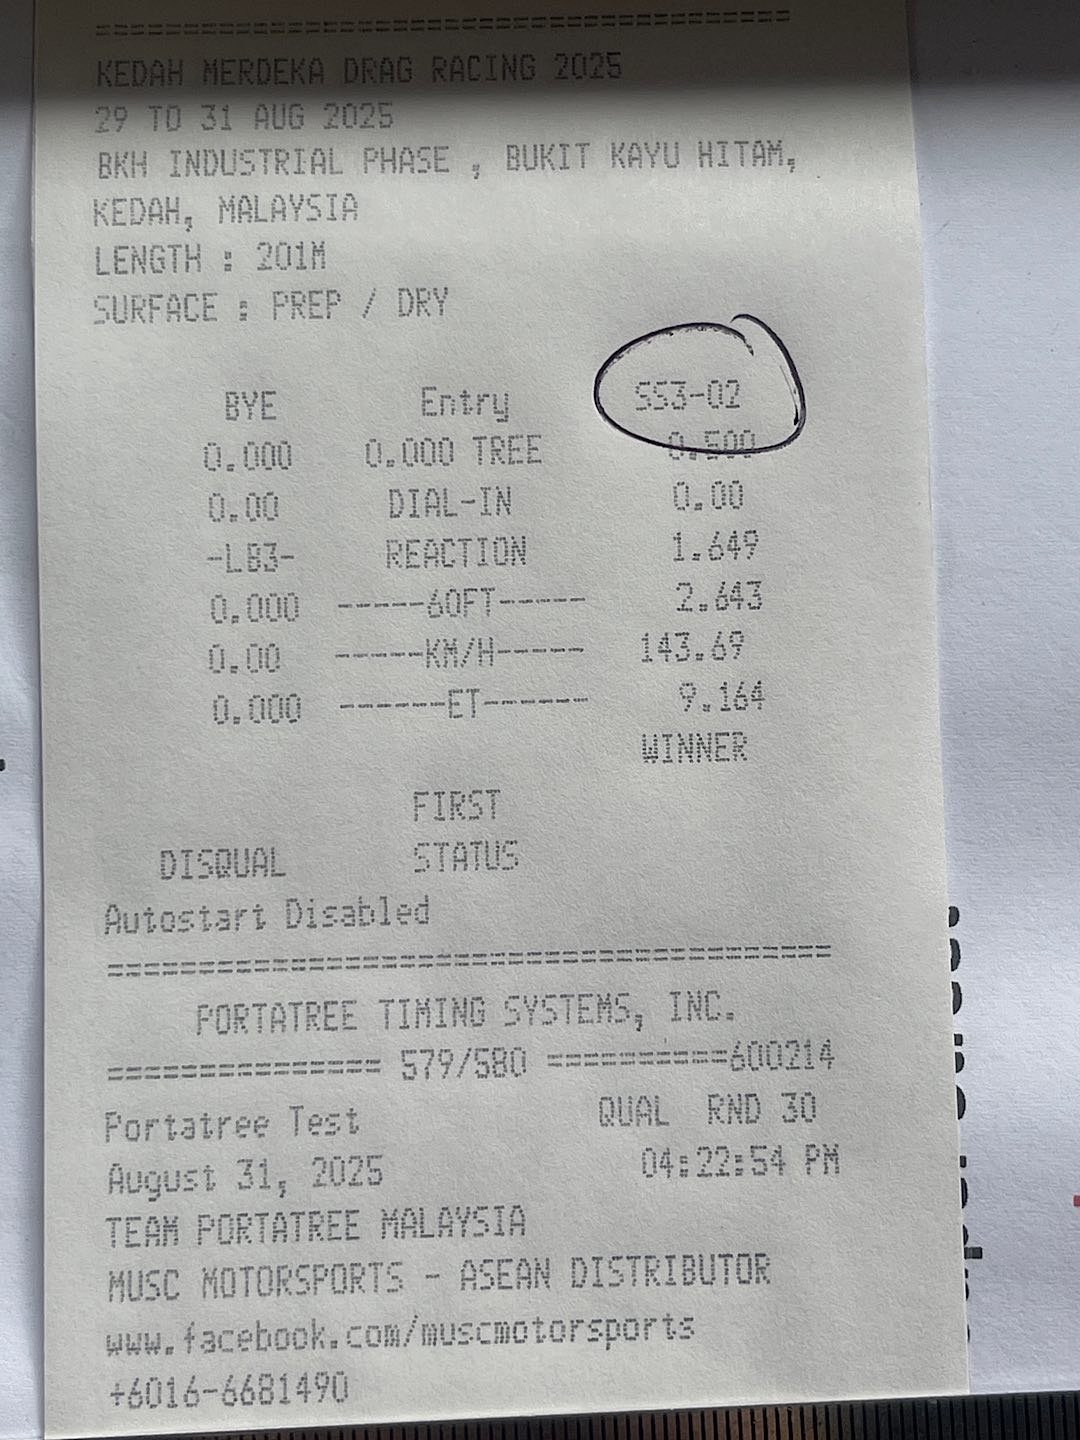 ========================================
KEDAH MERDEKA DRAG RACING 2025
29 TO 31 AUG 2025
BKH INDUSTRIAL PHASE , BUKIT KAYU HITAM,
KEDAH, MALAYSIA
LENGTH : 201M
SURFACE : PREP / DRY
BYE Entry SS3-02
0.000 0.000 TREE 0.500
0.00 DIAL-IN 0.00
-LB3- REACTION 1.649
0.000 -----60FT----- 2.643
0.00 -----KM/H----- 143.69
0.000 ------ET------ 9.164
WINNER
FIRST
DISQUAL STATUS
Autostart Disabled
========================================
PORTATREE TIMING SYSTEMS, INC.
=============== 579/580 ==========600214
Portatree Test QUAL RND 30
August 31, 2025 04:22:54 PM
TEAM PORTATREE MALAYSIA
MUSC MOTORSPORTS - ASEAN DISTRIBUTOR
www.facebook.com/muscmotorsports
+6016-6681490